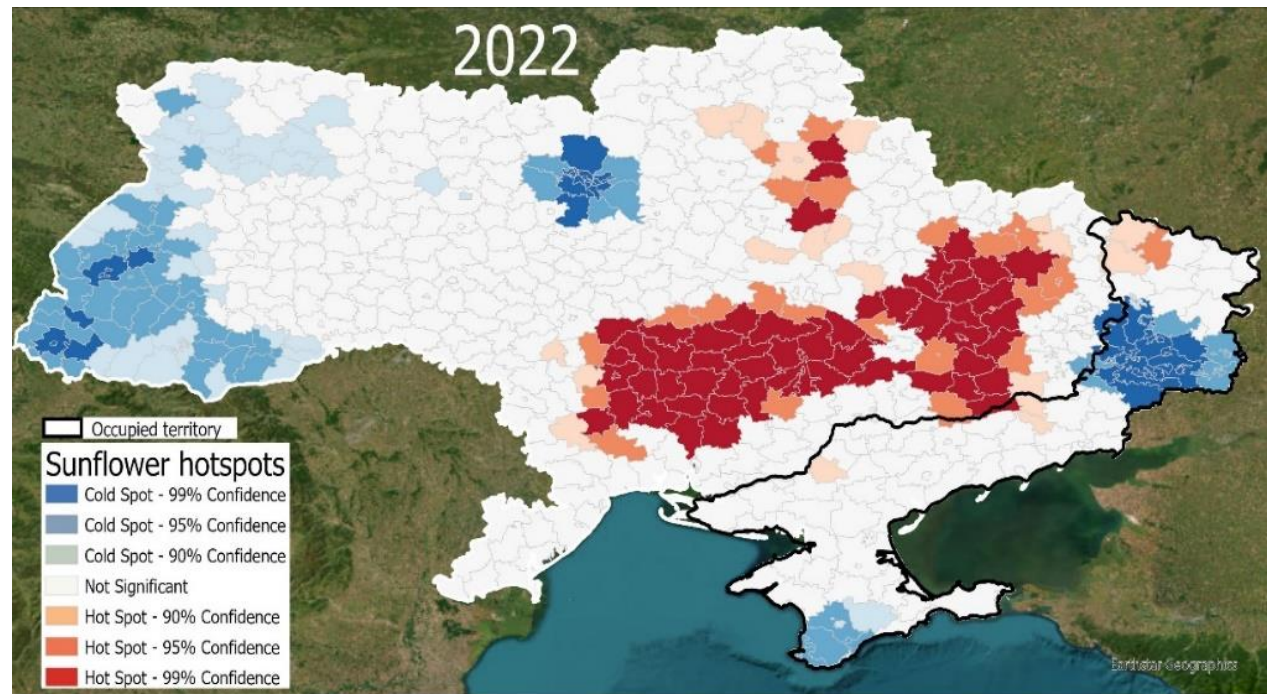 2022
Occupied territory
Sunflower hotspots
Cold Spot - 99% Confidence
Cold Spot - 95% Confidence
Cold Spot - 90% Confidence
Not Significant
Hot Spot - 90% Confidence
Hot Spot - 95% Confidence
Hot Spot - 99% Confidence
Earthstar Geographics